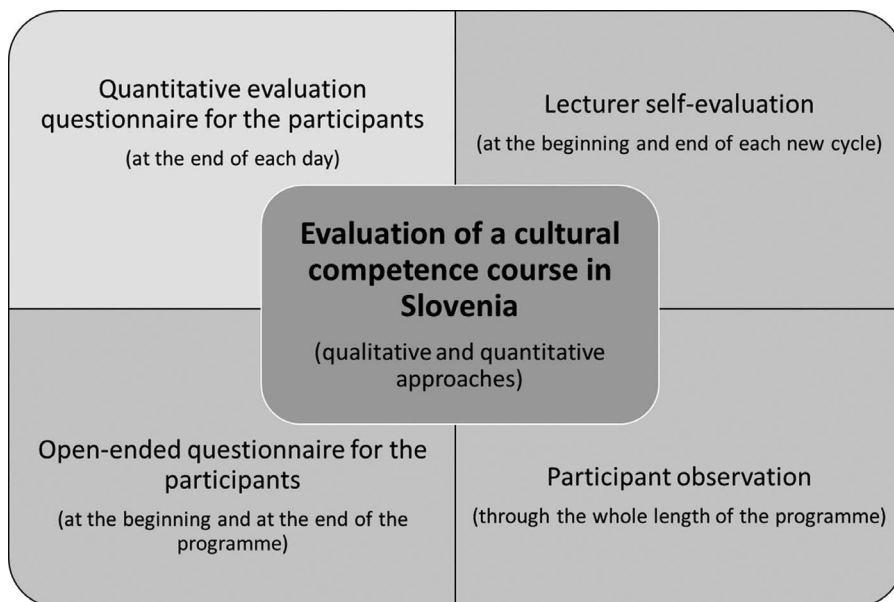 Quantitative evaluation
questionnaire for the participants
(at the end of each day)
Lecturer self-evaluation
(at the beginning and end of each new cycle)
Evaluation of a cultural
competence course in
Slovenia
(qualitative and quantitative
approaches)
Open-ended questionnaire for the
participants
(at the beginning and at the end of the
programme)
Participant observation
(through the whole length of the programme)